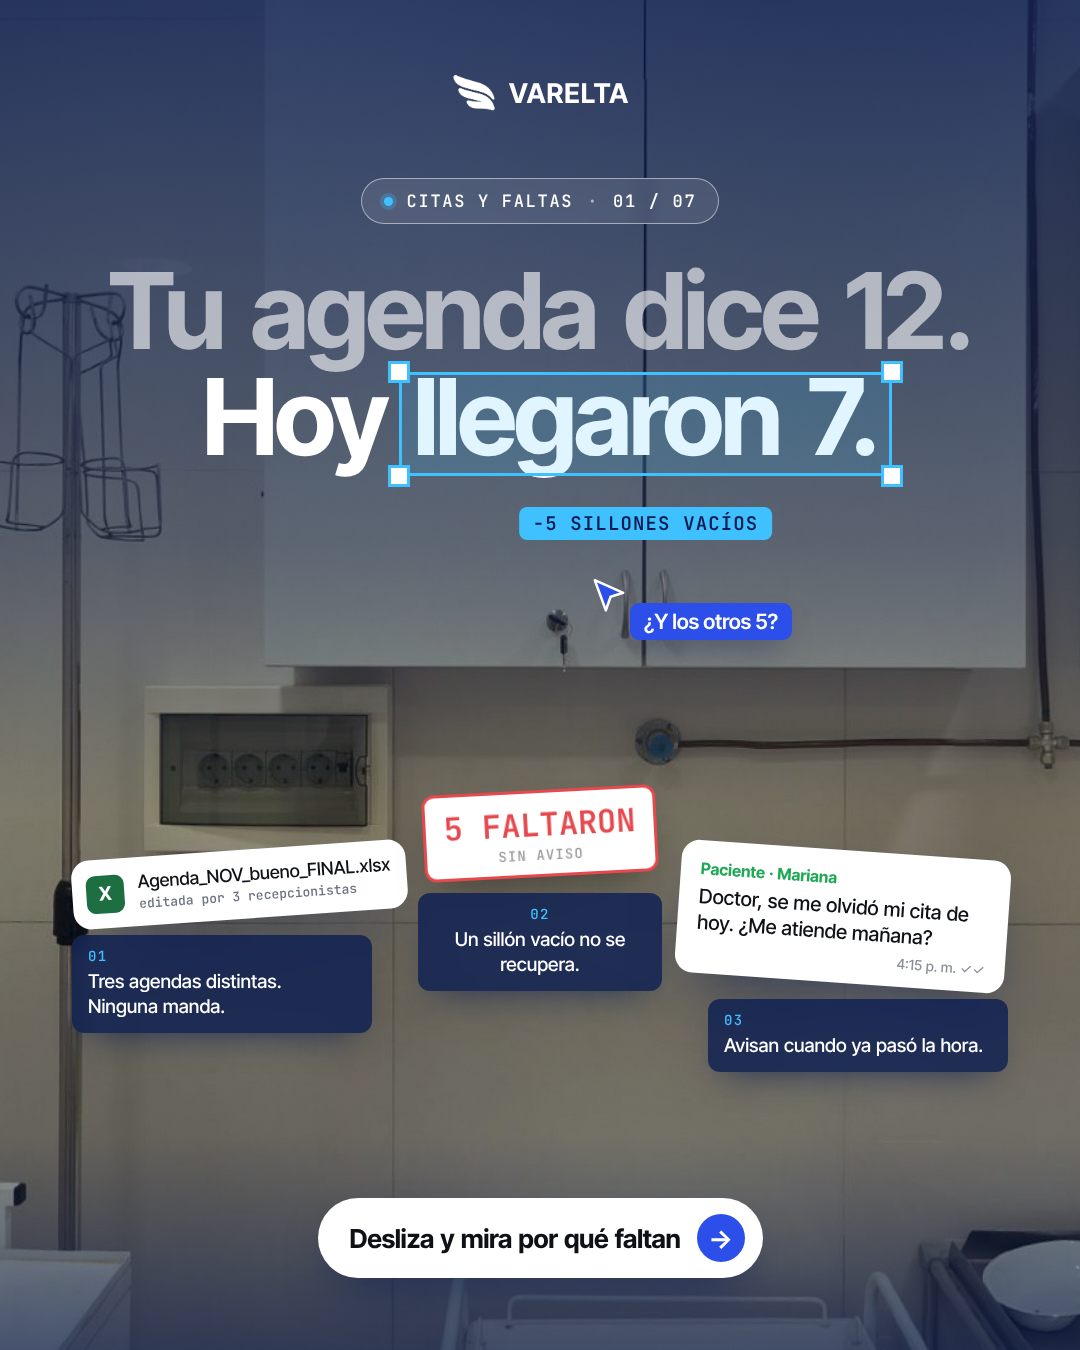 VARELTA
CITAS Y FALTAS · 01 / 07
Tu agenda dice 12.
Hoy llegaron 7.
-5 SILLONES VACÍOS
¿Y los otros 5?
X
Agenda_NOV_bueno_FINAL.xlsx
editada por 3 recepcionistas
01
Tres agendas distintas.
Ninguna manda.
5 FALTARON
SIN AVISO
02
Un sillón vacío no se
recupera.
Paciente · Mariana
Doctor, se me olvidó mi cita de
hoy. ¿Me atiende mañana?
4:15 p. m. ✓✓
03
Avisan cuando ya pasó la hora.
Desliza y mira por qué faltan →